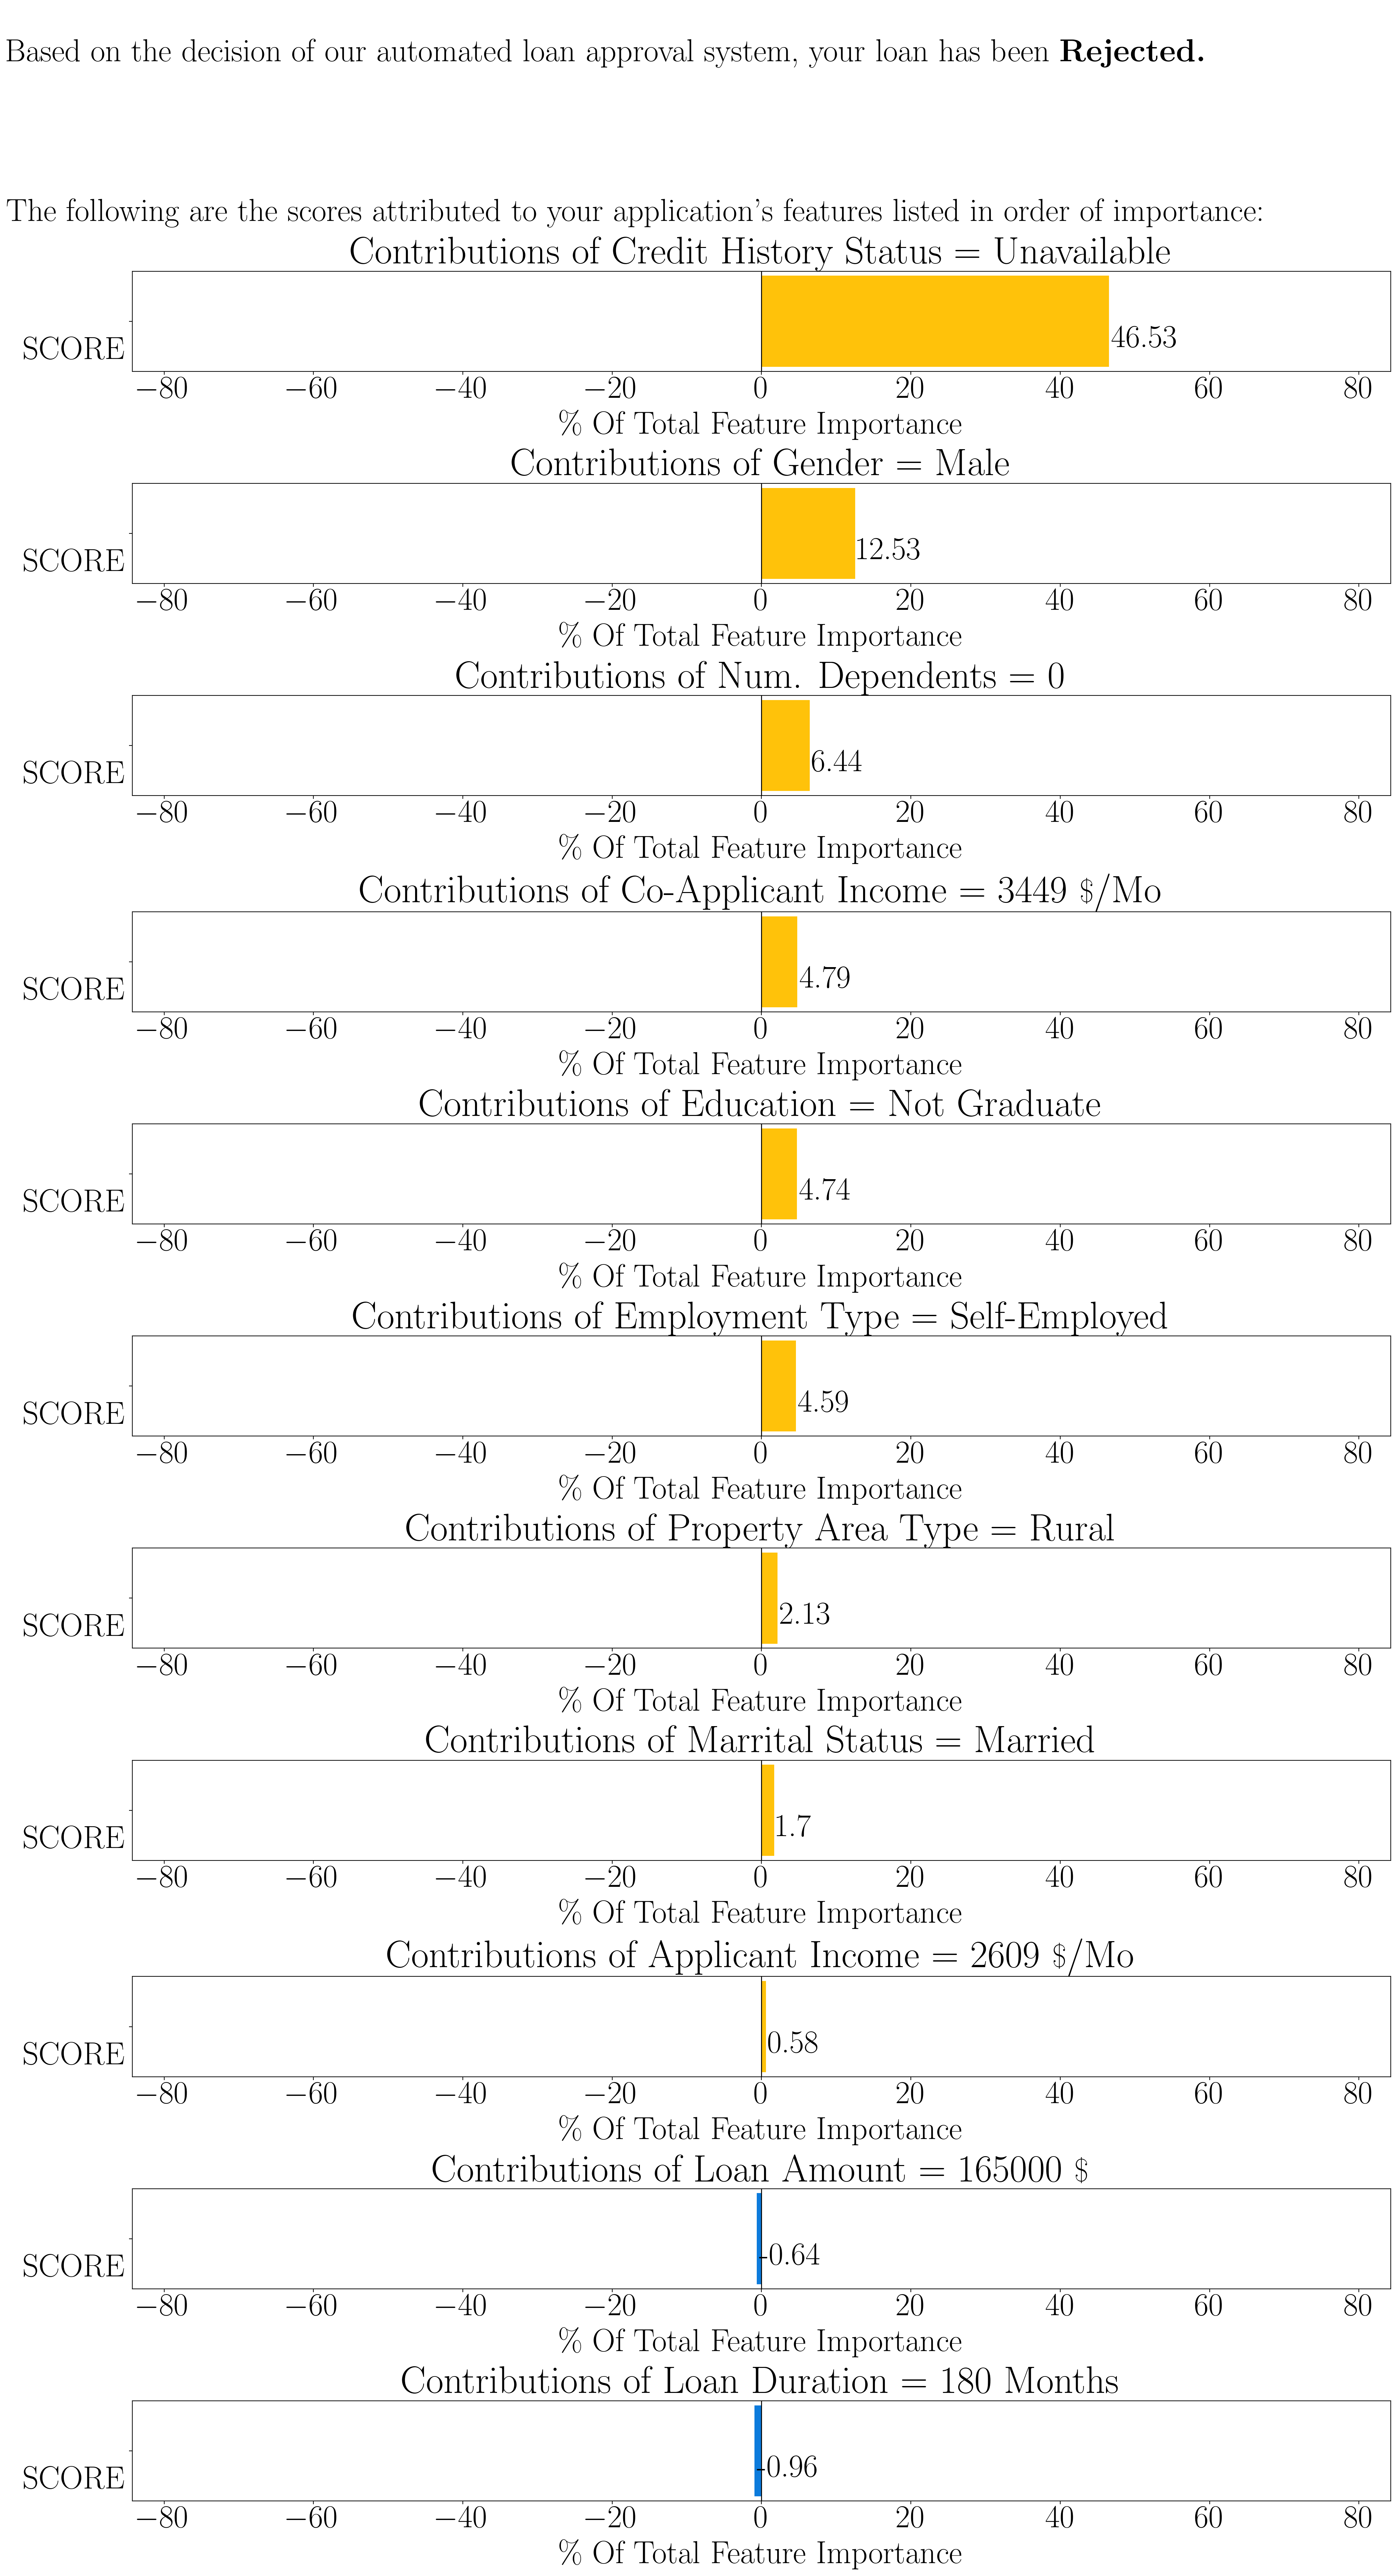 Based on the decision of our automated loan approval system, your loan has been Rejected.
The following are the scores attributed to your application's features listed in order of importance:
Contributions of Credit History Status = Unavailable
46.53
SCORE
−80 −60 −40 −20 0 20 40 60 80
% Of Total Feature Importance
Contributions of Gender = Male
12.53
SCORE
−80 −60 −40 −20 0 20 40 60 80
% Of Total Feature Importance
Contributions of Num. Dependents = 0
6.44
SCORE
−80 −60 −40 −20 0 20 40 60 80
% Of Total Feature Importance
Contributions of Co-Applicant Income = 3449 $/Mo
4.79
SCORE
−80 −60 −40 −20 0 20 40 60 80
% Of Total Feature Importance
Contributions of Education = Not Graduate
4.74
SCORE
−80 −60 −40 −20 0 20 40 60 80
% Of Total Feature Importance
Contributions of Employment Type = Self-Employed
4.59
SCORE
−80 −60 −40 −20 0 20 40 60 80
% Of Total Feature Importance
Contributions of Property Area Type = Rural
2.13
SCORE
−80 −60 −40 −20 0 20 40 60 80
% Of Total Feature Importance
Contributions of Marrital Status = Married
1.7
SCORE
−80 −60 −40 −20 0 20 40 60 80
% Of Total Feature Importance
Contributions of Applicant Income = 2609 $/Mo
0.58
SCORE
−80 −60 −40 −20 0 20 40 60 80
% Of Total Feature Importance
Contributions of Loan Amount = 165000 $
-0.64
SCORE
−80 −60 −40 −20 0 20 40 60 80
% Of Total Feature Importance
Contributions of Loan Duration = 180 Months
-0.96
SCORE
−80 −60 −40 −20 0 20 40 60 80
% Of Total Feature Importance